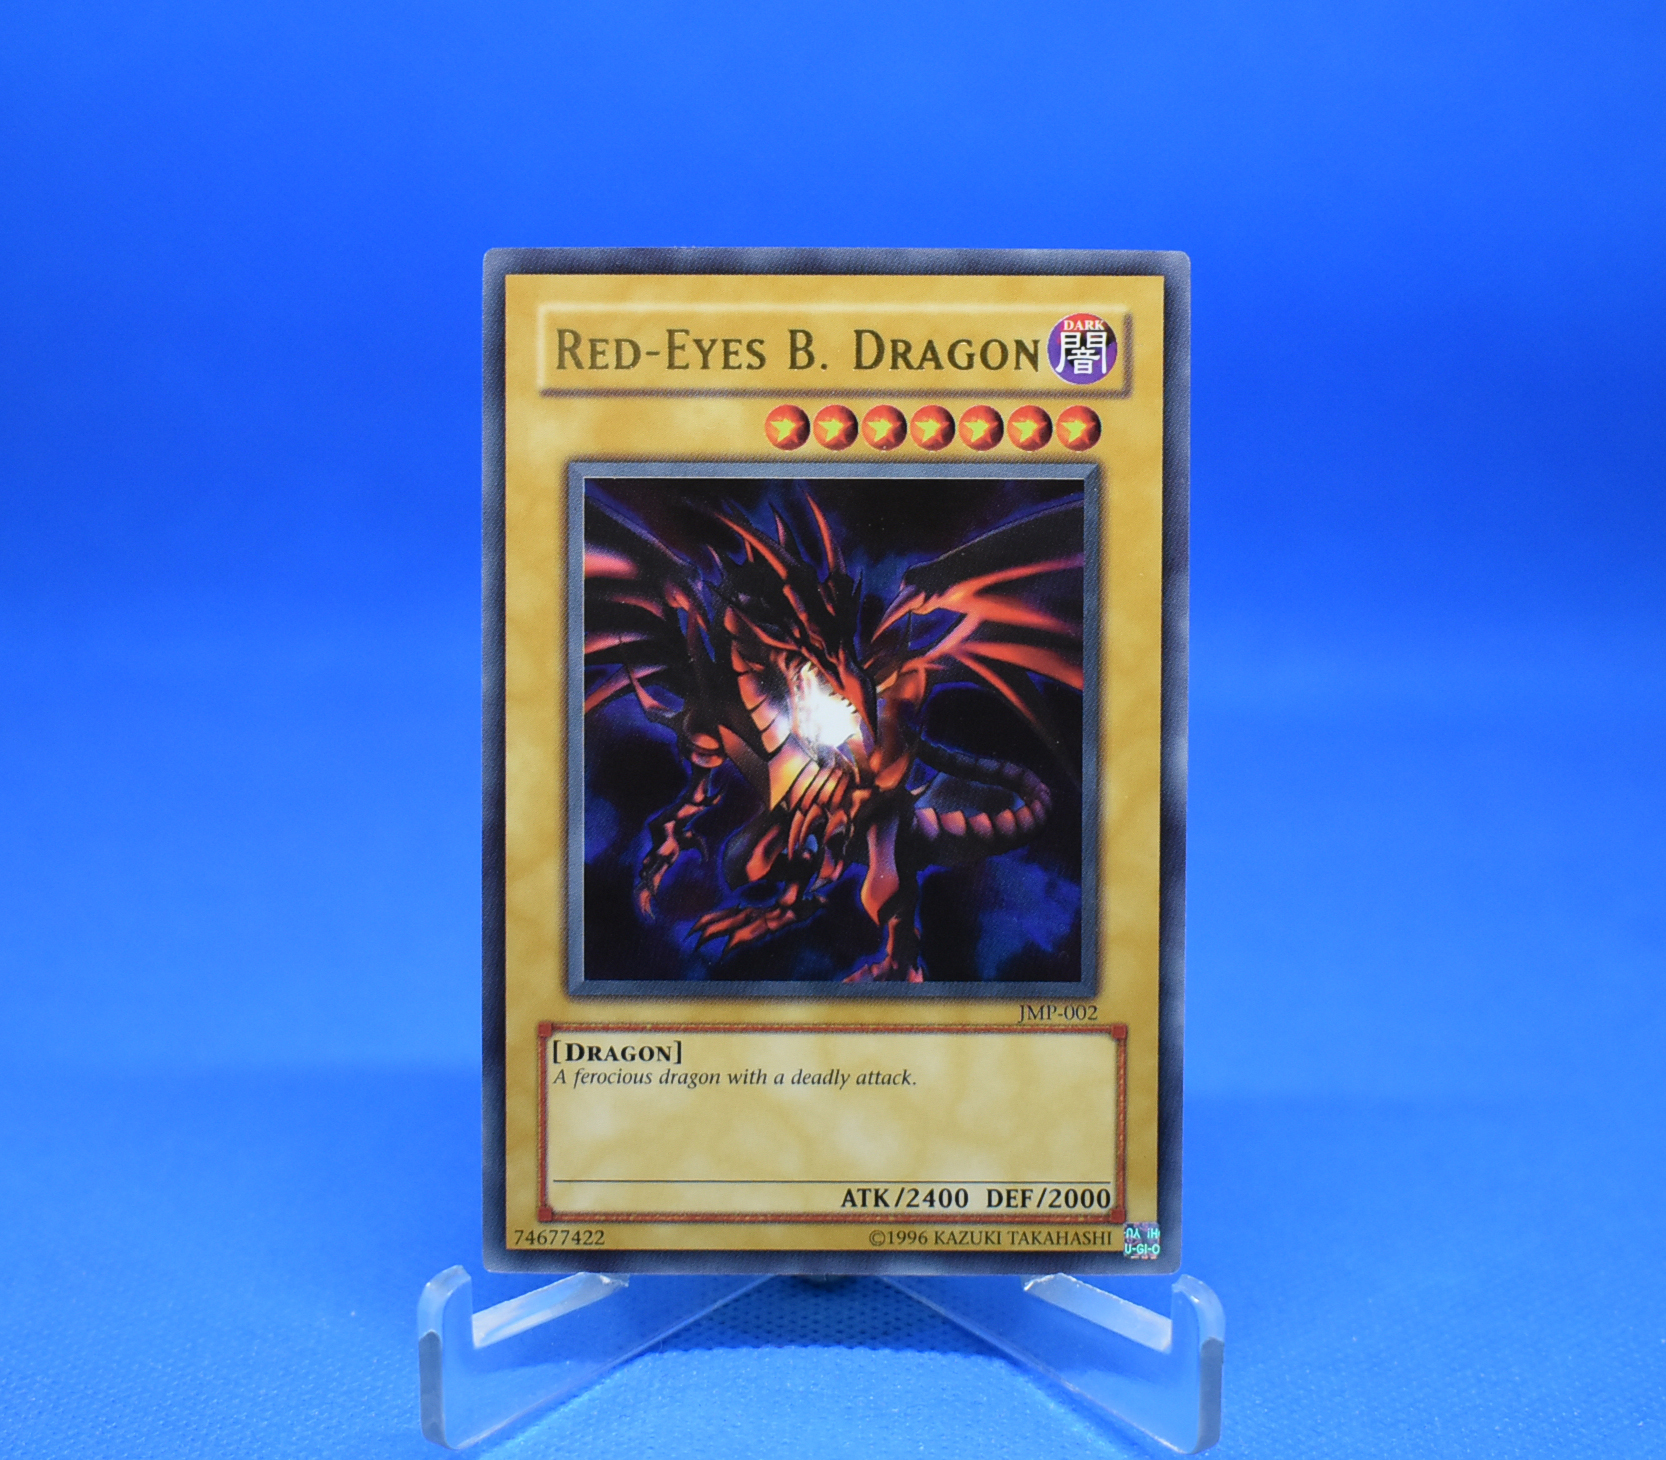 RED-EYES B. DRAGON
DARK
闇
JMP-002
[DRAGON]
A ferocious dragon with a deadly attack.
ATK/2400 DEF/2000
74677422
©1996 KAZUKI TAKAHASHI
U-GI-O